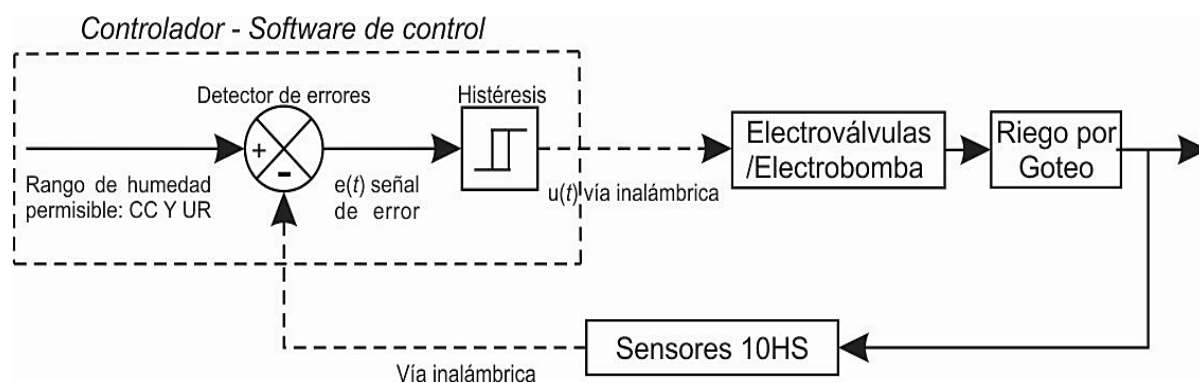 Controlador - Software de control
Detector de errores
Histéresis
+
-
Rango de humedad
permisible: CC Y UR
e(t) señal
de error
u(t) vía inalámbrica
Electroválvulas
/Electrobomba
Riego por
Goteo
Sensores 10HS
Vía inalámbrica